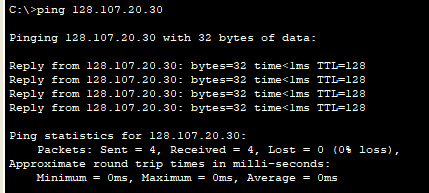 C:\>ping 128.107.20.30
Pinging 128.107.20.30 with 32 bytes of data:
Reply from 128.107.20.30: bytes=32 time<1ms TTL=128
Reply from 128.107.20.30: bytes=32 time<1ms TTL=128
Reply from 128.107.20.30: bytes=32 time<1ms TTL=128
Reply from 128.107.20.30: bytes=32 time<1ms TTL=128
Ping statistics for 128.107.20.30:
Packets: Sent = 4, Received = 4, Lost = 0 (0% loss),
Approximate round trip times in milli-seconds:
Minimum = 0ms, Maximum = 0ms, Average = 0ms